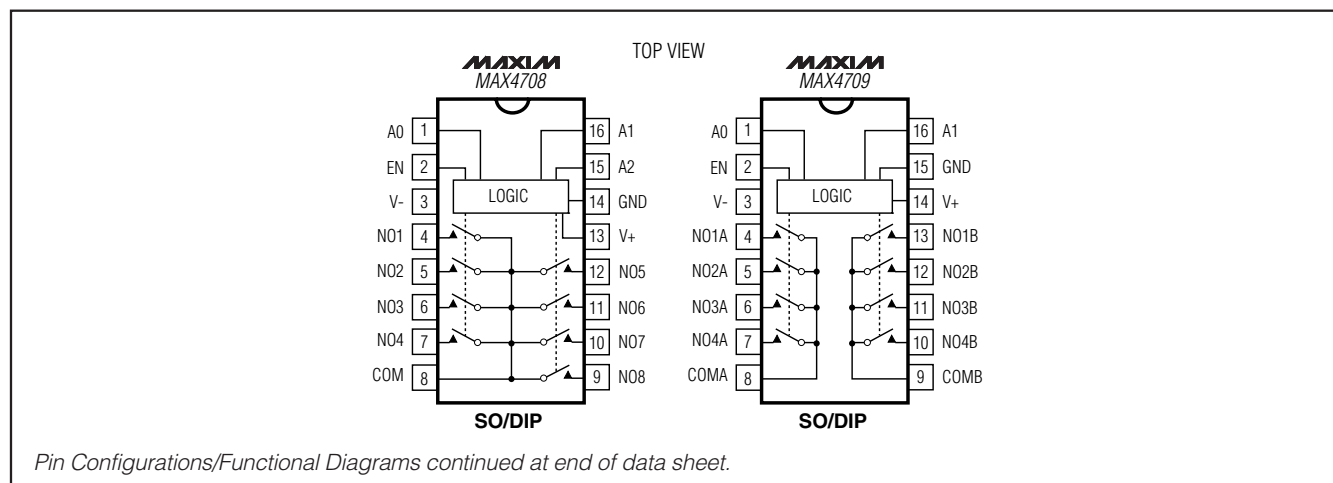 TOP VIEW
MAXIM
MAX4708
A0 1
16 A1
EN 2
15 A2
V- 3
LOGIC
14 GND
NO1 4
13 V+
NO2 5
12 NO5
NO3 6
11 NO6
NO4 7
10 NO7
COM 8
9 NO8
SO/DIP
MAXIM
MAX4709
A0 1
16 A1
EN 2
15 GND
V- 3
LOGIC
14 V+
NO1A 4
13 NO1B
NO2A 5
12 NO2B
NO3A 6
11 NO3B
NO4A 7
10 NO4B
COMA 8
9 COMB
SO/DIP
Pin Configurations/Functional Diagrams continued at end of data sheet.